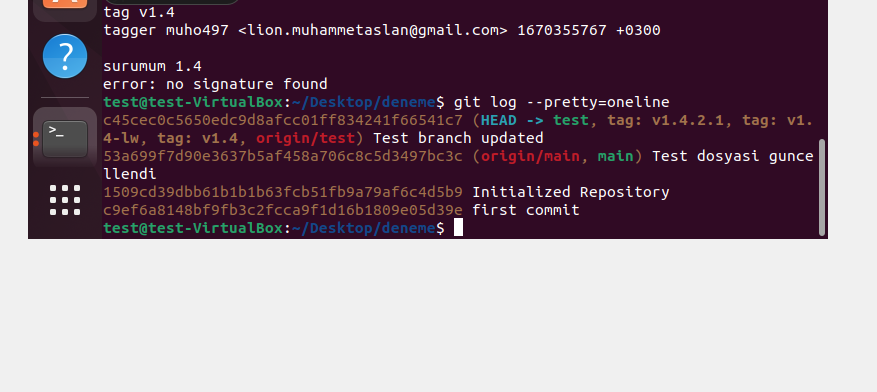 tag v1.4
tagger muho497 <lion.muhammetaslan@gmail.com> 1670355767 +0300
surumum 1.4
error: no signature found
test@test-VirtualBox:~/Desktop/deneme$ git log --pretty=oneline
c45cec0c5650edc9d8afcc01ff834241f66541c7 (HEAD -> test, tag: v1.4.2.1, tag: v1.
4-lw, tag: v1.4, origin/test) Test branch updated
53a699f7d90e3637b5af458a706c8c5d3497bc3c (origin/main, main) Test dosyasi gunce
llendi
1509cd39dbb61b1b1b63fcb51fb9a79af6c4d5b9 Initialized Repository
c9ef6a8148bf9fb3c2fcca9f1d16b1809e05d39e first commit
test@test-VirtualBox:~/Desktop/deneme$